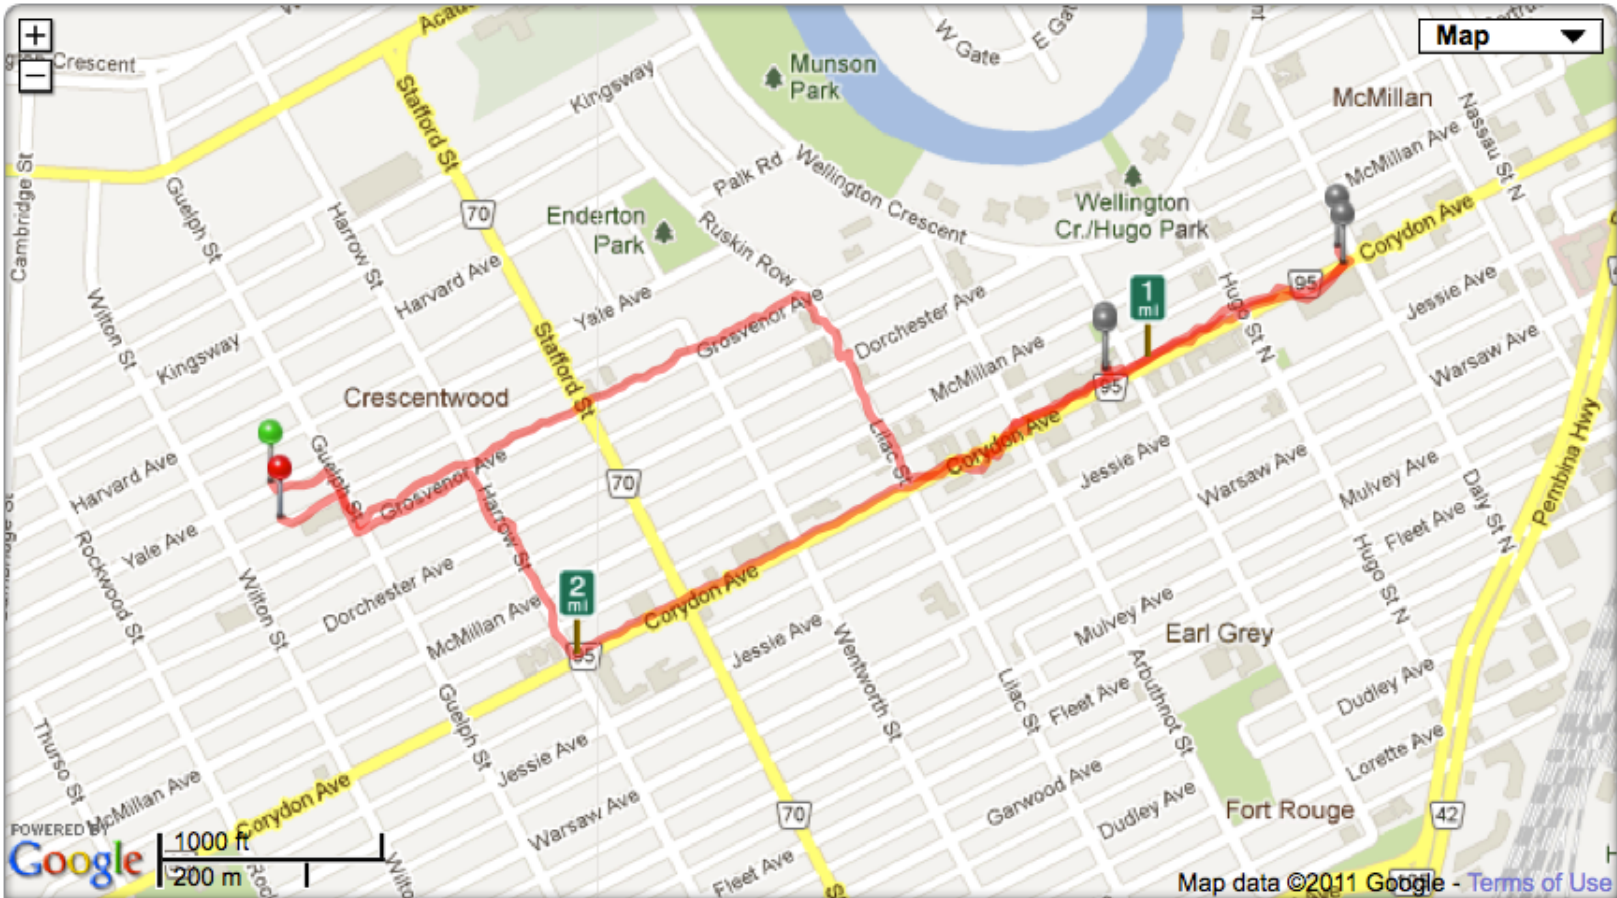 +
−
Map
Crescent
Acad
W Gate
E Gat
Munson
Park
McMillan
Kingsway
Stafford St
Nassau St N
McMillan Ave
Cambridge St
Guelph St
Harrow St
70
Palk Rd
Wellington Crescent
Wellington
Cr./Hugo Park
Enderton
Park
Ruskin Row
Corydon Ave
Harvard Ave
Yale Ave
95
1
mi
Hugo St N
Jessie Ave
Wilton St
Kingsway
Stafford St
Grosvenor Ave
Dorchester Ave
McMillan Ave
Warsaw Ave
95
Crescentwood
Pembina Hwy
Guelph St
Harvard Ave
Grosvenor Ave
Lilac St
Corydon Ave
Jessie Ave
Warsaw Ave
Mulvey Ave
Daly St N
70
Harrow St
Yale Ave
Rockwood St
Fleet Ave
Hugo St N
Wilton St
Dorchester Ave
2
mi
McMillan Ave
Corydon Ave
95
Jessie Ave
Wentworth St
Mulvey Ave
Earl Grey
Arbuthnot St
Lilac St
Fleet Ave
Dudley Ave
Guelph St
Thurso St
Jessie Ave
Lorette Ave
McMillan Ave
Corydon Ave
Garwood Ave
Dudley Ave
Fort Rouge
42
70
Warsaw Ave
Fleet Ave
POWERED BY
Google
1000 ft
200 m
Map data ©2011 Google - Terms of Use